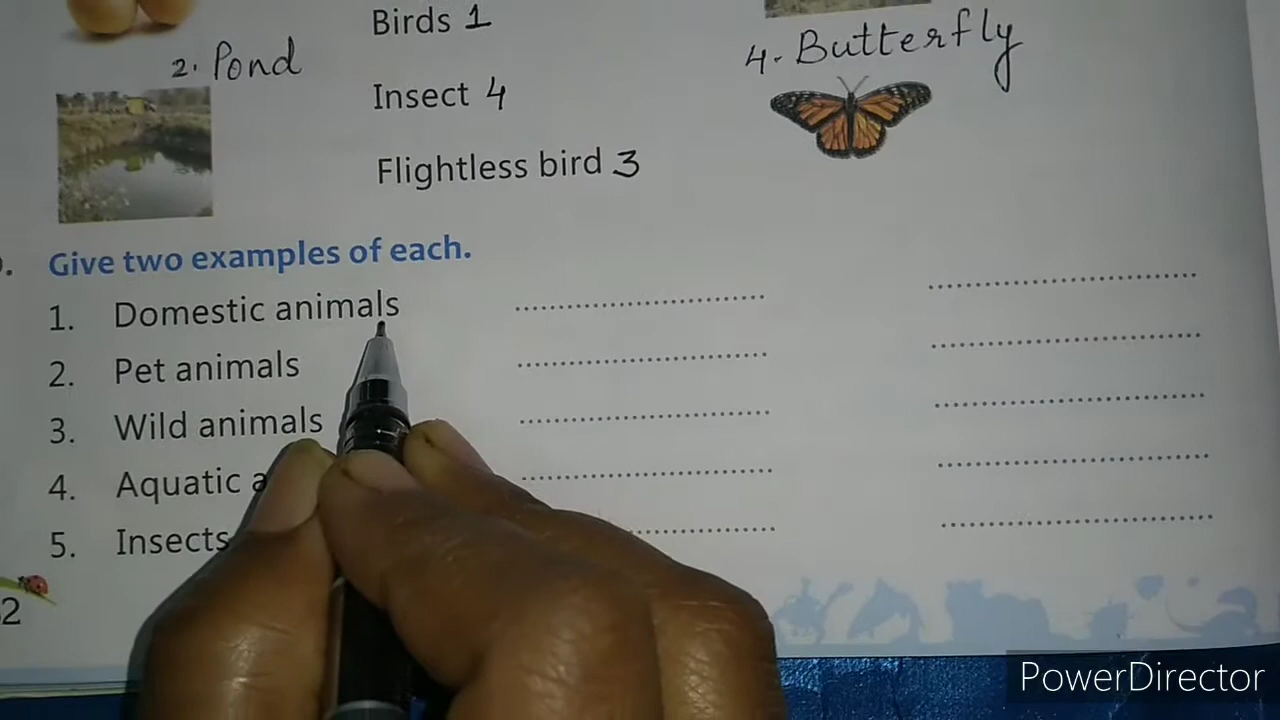 Birds 1
2. Pond
4. Butterfly
Insect 4
Flightless bird 3
Give two examples of each.
1. Domestic animals ........................ ........................
2. Pet animals ........................ ........................
3. Wild animals ........................ ........................
4. Aquatic ........................ ........................
5. Insects ........................ ........................
2
PowerDirector